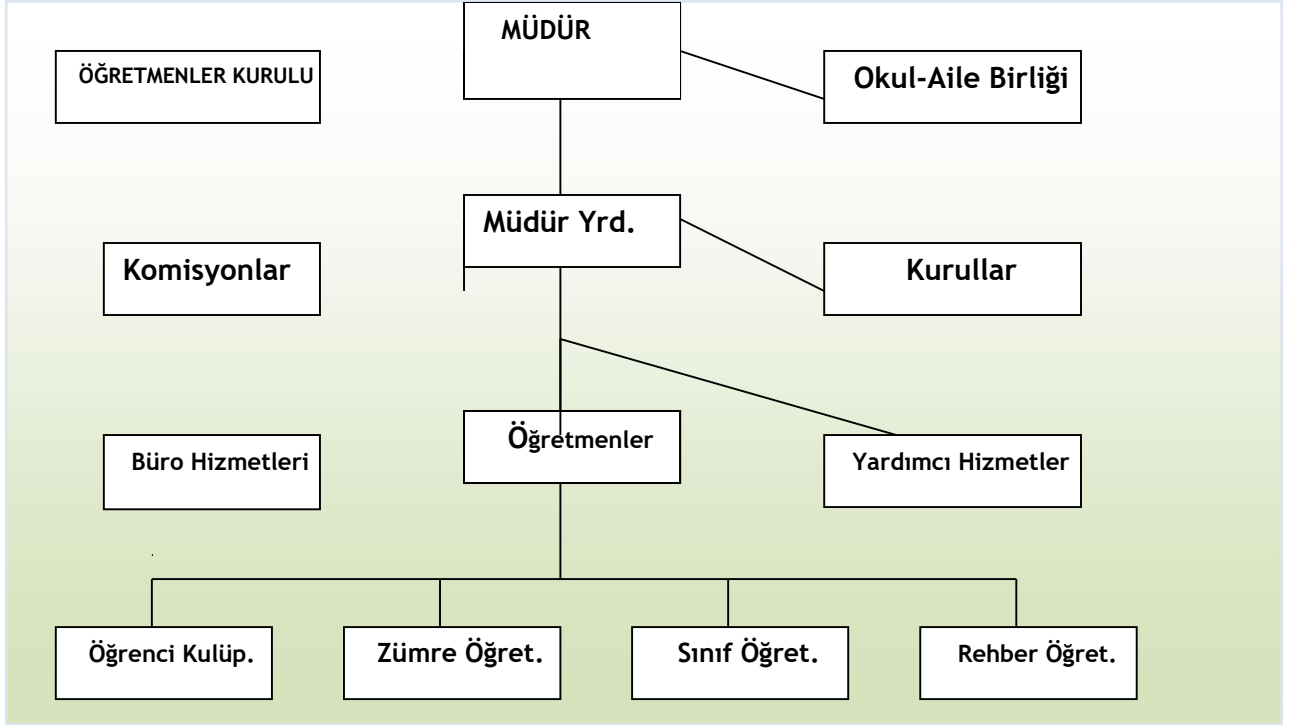 MÜDÜR
ÖĞRETMENLER KURULU
Okul-Aile Birliği
Müdür Yrd.
Komisyonlar
Kurullar
Öğretmenler
Büro Hizmetleri
Yardımcı Hizmetler
Öğrenci Kulüp.
Zümre Öğret.
Sınıf Öğret.
Rehber Öğret.